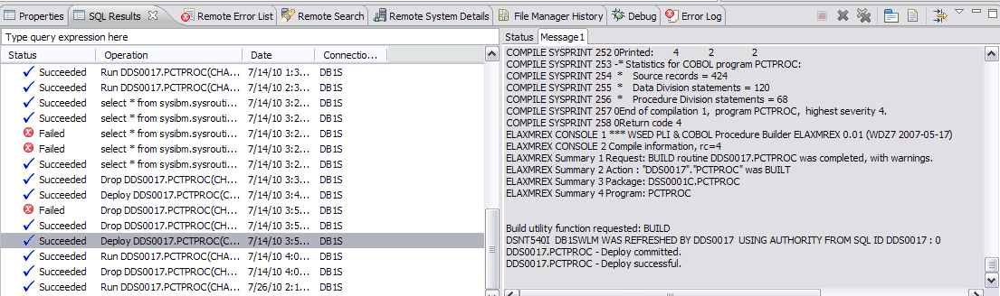 Properties SQL Results Remote Error List Remote Search Remote System Details File Manager History Debug Error Log
Type query expression here
Status Operation Date Connectio...
Succeeded Run DDS0017.PCTPROC(CHA... 7/14/10 1:3... DB1S
Succeeded Run DDS0017.PCTPROC(CHA... 7/14/10 2:3... DB1S
Succeeded select * from sysibm.sysrouti... 7/14/10 3:2... DB1S
Succeeded select * from sysibm.sysrouti... 7/14/10 3:2... DB1S
Failed select * from sysibm.sysrouti... 7/14/10 3:2... DB1S
Failed select * from sysibm.sysrouti... 7/14/10 3:2... DB1S
Succeeded select * from sysibm.sysrouti... 7/14/10 3:2... DB1S
Succeeded Drop DDS0017.PCTPROC(CH... 7/14/10 3:3... DB1S
Succeeded Deploy DDS0017.PCTPROC(C... 7/14/10 3:4... DB1S
Failed Drop DDS0017.PCTPROC(CH... 7/14/10 3:5... DB1S
Succeeded Drop DDS0017.PCTPROC(CH... 7/14/10 3:5... DB1S
Succeeded Deploy DDS0017.PCTPROC(C... 7/14/10 3:5... DB1S
Succeeded Run DDS0017.PCTPROC(CHA... 7/14/10 4:0... DB1S
Succeeded Drop DDS0017.PCTPROC(CH... 7/14/10 4:0... DB1S
Succeeded Run DDS0017.PCTPROC(CHA... 7/26/10 2:1... DB1S
Status Message1
COMPILE SYSPRINT 252 0Printed: 4 2 2
COMPILE SYSPRINT 253 -* Statistics for COBOL program PCTPROC:
COMPILE SYSPRINT 254 * Source records = 424
COMPILE SYSPRINT 255 * Data Division statements = 120
COMPILE SYSPRINT 256 * Procedure Division statements = 68
COMPILE SYSPRINT 257 0End of compilation 1, program PCTPROC, highest severity 4.
COMPILE SYSPRINT 258 0Return code 4
ELAXMREX CONSOLE 1 *** WSED PLI & COBOL Procedure Builder ELAXMREX 0.01 (WDZ7 2007-05-17)
ELAXMREX CONSOLE 2 Compile information, rc=4
ELAXMREX Summary 1 Request: BUILD routine DDS0017.PCTPROC was completed, with warnings.
ELAXMREX Summary 2 Action : "DDS0017"."PCTPROC" was BUILT
ELAXMREX Summary 3 Package: DSS0001C.PCTPROC
ELAXMREX Summary 4 Program: PCTPROC
Build utility function requested: BUILD
DSNT540I DB1SWLM WAS REFRESHED BY DDS0017 USING AUTHORITY FROM SQL ID DDS0017 : 0
DDS0017.PCTPROC - Deploy committed.
DDS0017.PCTPROC - Deploy successful.